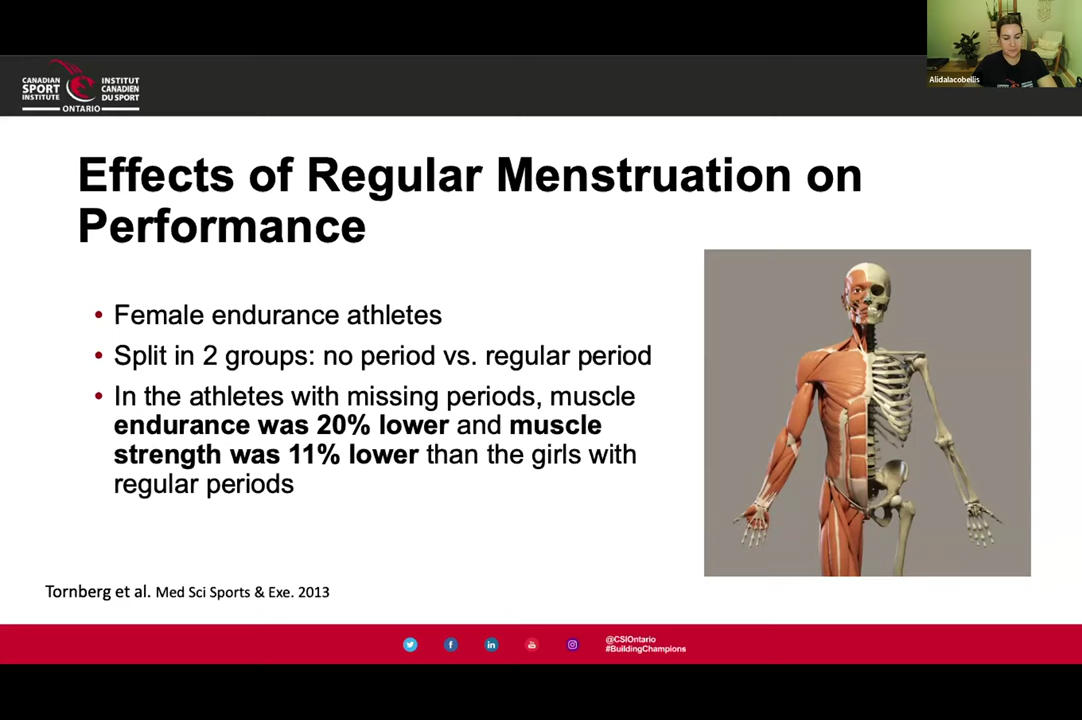 AlidaIacobellis
CANADIAN
SPORT
INSTITUTE
INSTITUT
CANADIEN
DU SPORT
ONTARIO
Effects of Regular Menstruation on
Performance
• Female endurance athletes
• Split in 2 groups: no period vs. regular period
• In the athletes with missing periods, muscle
endurance was 20% lower and muscle
strength was 11% lower than the girls with
regular periods
Tornberg et al. Med Sci Sports & Exe. 2013
@CSIOntario
#BuildingChampions